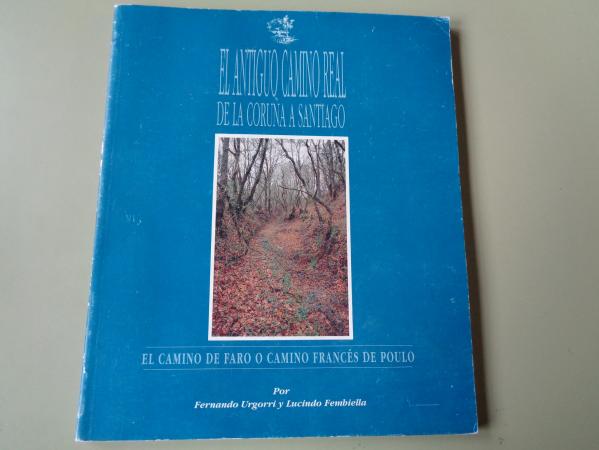 EL ANTIGUO CAMINO REAL
DE LA CORUÑA A SANTIAGO
EL CAMINO DE FARO O CAMINO FRANCÉS DE POULO
Por
Fernando Urgorri y Lucindo Fembiella